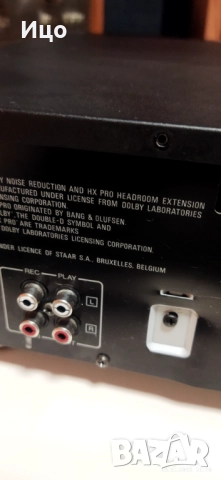 Ицо
Y NOISE REDUCTION AND HX PRO HEADROOM EXTENSION
UFACTURED UNDER LICENSE FROM DOLBY LABORATORIES
NSING CORPORATION.
PRO ORIGINATED BY BANG & OLUFSEN.
LBY', THE DOUBLE-D SYMBOL AND
PRO' ARE TRADEMARKS
DOLBY LABORATORIES LICENSING CORPORATION.
NDER LICENCE OF STAAR S.A., BRUXELLES, BELGIUM
REC PLAY
L
R
BAZAR